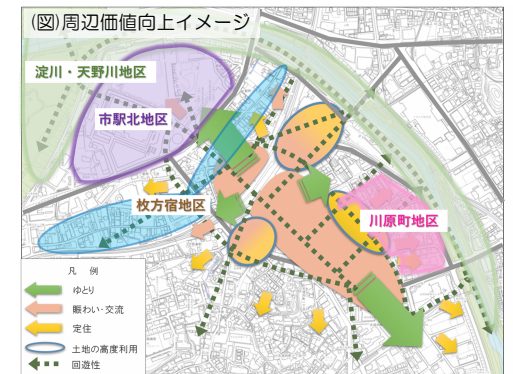 (図)周辺価値向上イメージ
淀川・天野川地区
市駅北地区
枚方宿地区
川原町地区
凡 例
ゆとり
賑わい・交流
定住
土地の高度利用
回遊性